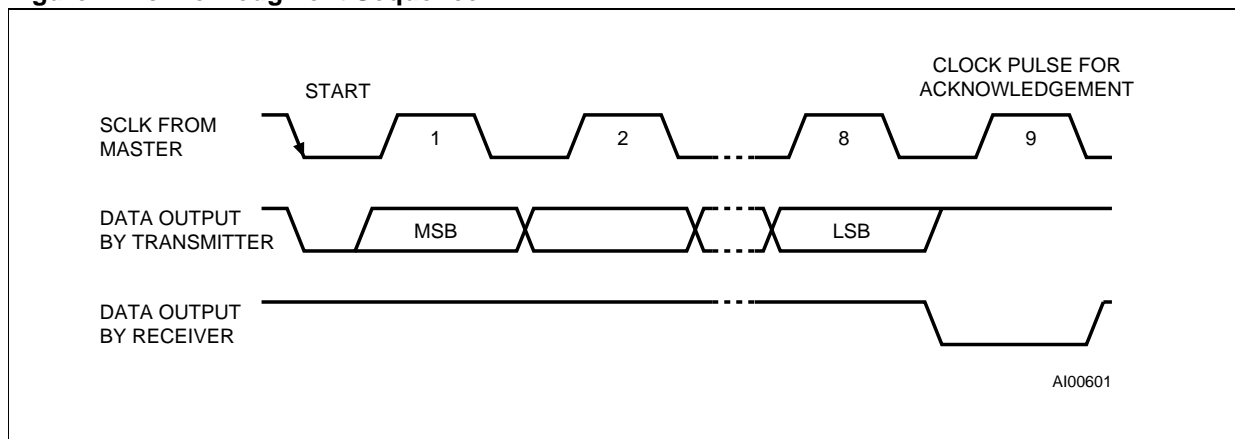 START
CLOCK PULSE FOR
ACKNOWLEDGEMENT
SCLK FROM
MASTER
1
2
8
9
DATA OUTPUT
BY TRANSMITTER
MSB
LSB
DATA OUTPUT
BY RECEIVER
AI00601